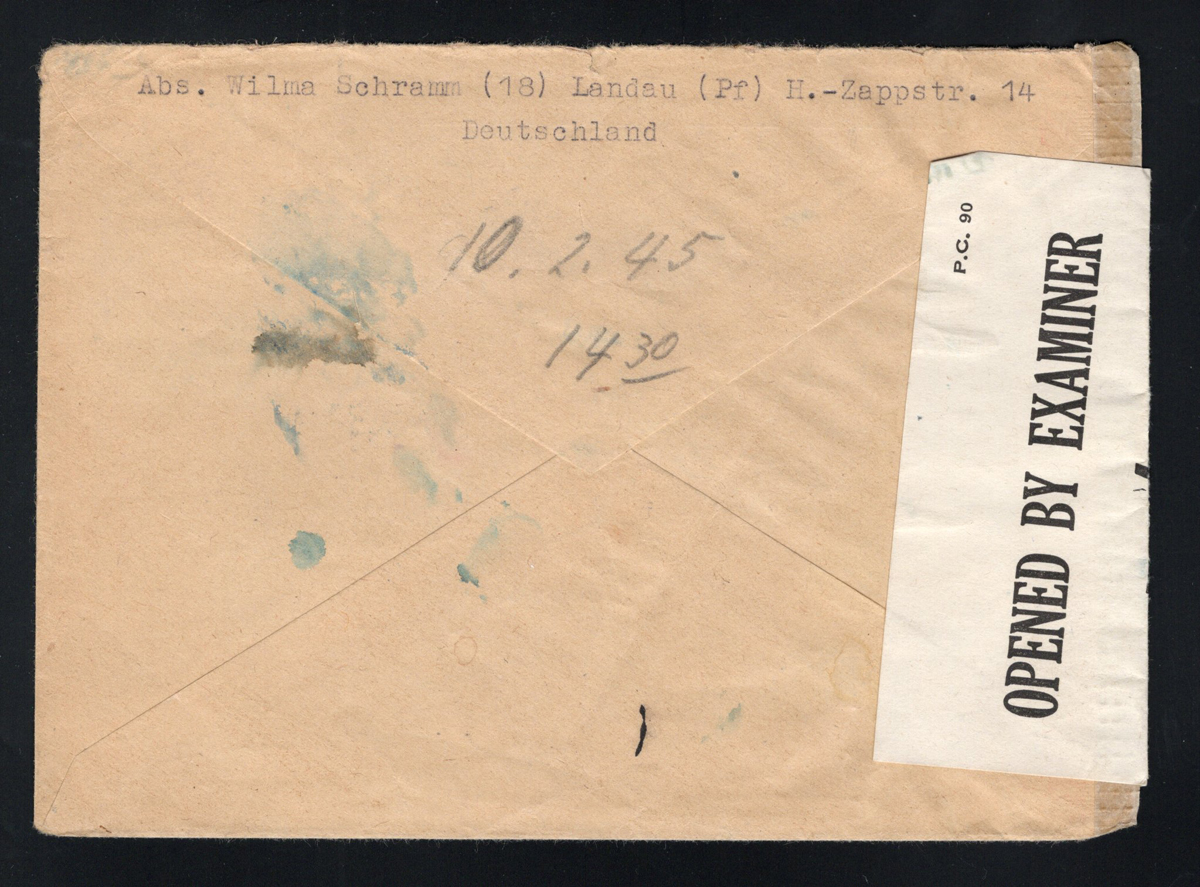 Abs. Wilma Schramm (18) Landau (Pf) H.-Zappstr. 14
Deutschland
10. 2. 45
14 30
P.C. 90
OPENED BY EXAMINER